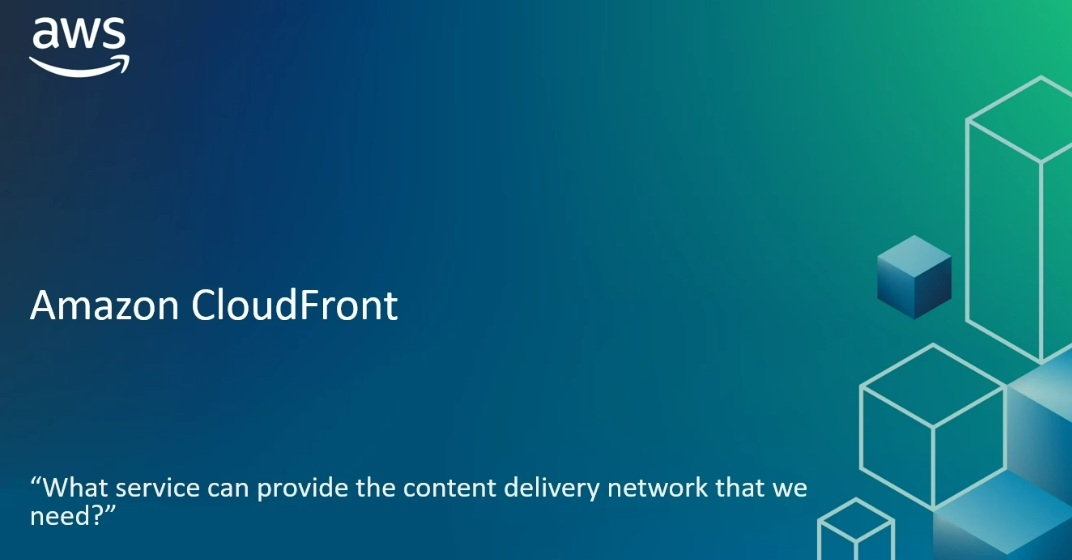 aws
Amazon CloudFront
“What service can provide the content delivery network that we
need?”